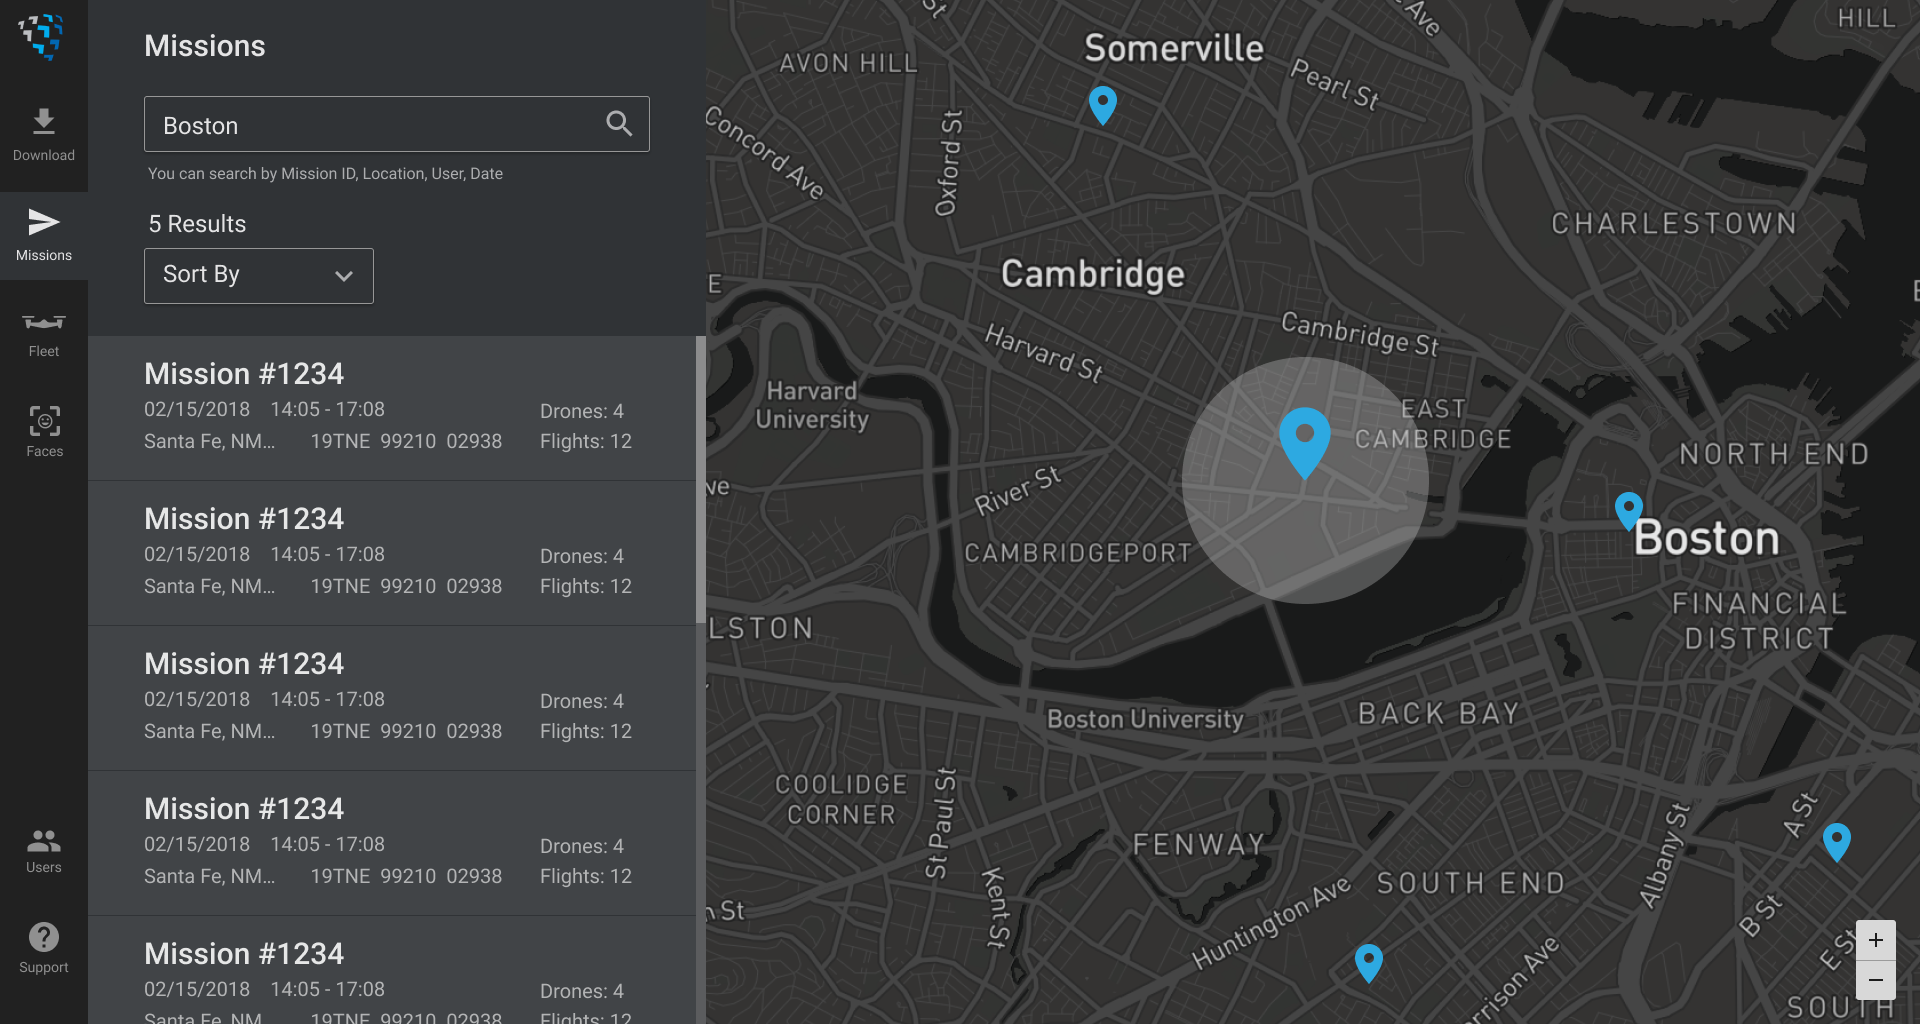 Download
Missions
Fleet
Faces
Users
Support
Missions
Boston
You can search by Mission ID, Location, User, Date
5 Results
Sort By
Mission #1234
02/15/2018 14:05 - 17:08
Drones: 4
Santa Fe, NM... 19TNE 99210 02938
Flights: 12
Mission #1234
02/15/2018 14:05 - 17:08
Drones: 4
Santa Fe, NM... 19TNE 99210 02938
Flights: 12
Mission #1234
02/15/2018 14:05 - 17:08
Drones: 4
Santa Fe, NM... 19TNE 99210 02938
Flights: 12
Mission #1234
02/15/2018 14:05 - 17:08
Drones: 4
Santa Fe, NM... 19TNE 99210 02938
Flights: 12
Mission #1234
02/15/2018 14:05 - 17:08
Drones: 4
Santa Fe, NM 19TNE 99210 02938
Flights: 12
St
Ave
HILL
Somerville
AVON HILL
Pearl St
Concord Ave
Oxford St
CHARLESTOWN
Cambridge
E
E
Cambridge St
Harvard St
Harvard
University
EAST
CAMBRIDGE
NORTH END
ve
River St
Boston
CAMBRIDGEPORT
FINANCIAL
DISTRICT
LSTON
BACK BAY
Boston University
COOLIDGE
CORNER
St Paul St
FENWAY
Albany St
A St
Kent St
SOUTH END
n St
Huntington Ave
B St
E St
rrison Ave
SOUTH
+
−